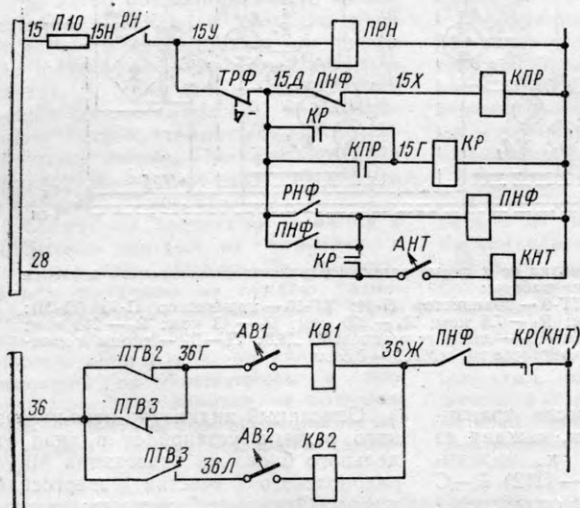 15 П10 15Н РН 15У ПРН
ТРФ 15Д ПНФ 15Х КПР
КР
КПР 15Г КР
РНФ ПНФ
ПНФ
КР АНТ КНТ
28
ПТВ2 36Г АВ1 КВ1 36Ж ПНФ КР(КНТ)
36
ПТВ3
ПТВ3 36Л АВ2 КВ2